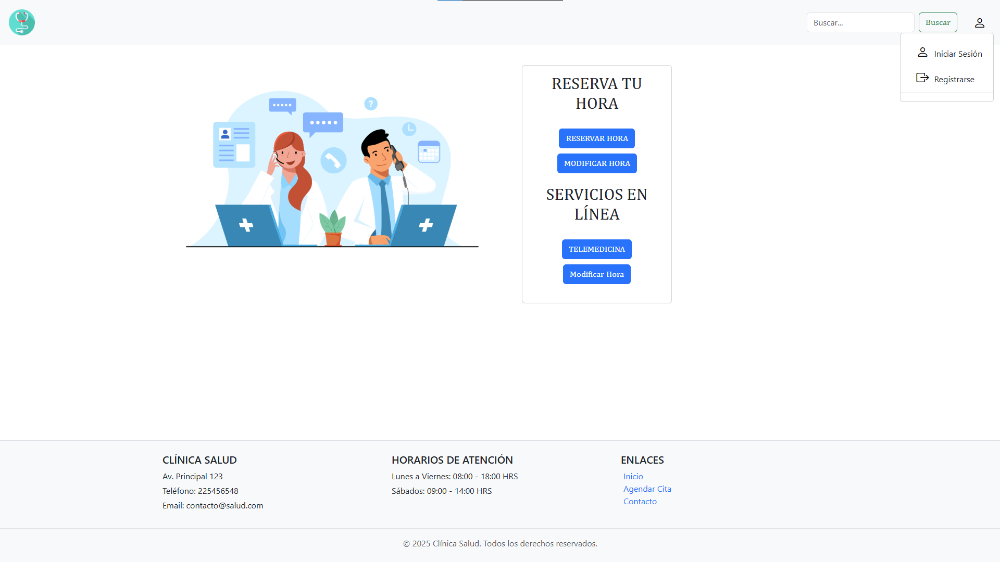 Buscar...
Buscar
Iniciar Sesión
Registrarse
?
RESERVA TU
HORA
RESERVAR HORA
MODIFICAR HORA
SERVICIOS EN
LÍNEA
TELEMEDICINA
Modificar Hora
CLÍNICA SALUD
Av. Principal 123
Teléfono: 225456548
Email: contacto@salud.com
HORARIOS DE ATENCIÓN
Lunes a Viernes: 08:00 - 18:00 HRS
Sábados: 09:00 - 14:00 HRS
ENLACES
Inicio
Agendar Cita
Contacto
© 2025 Clínica Salud. Todos los derechos reservados.